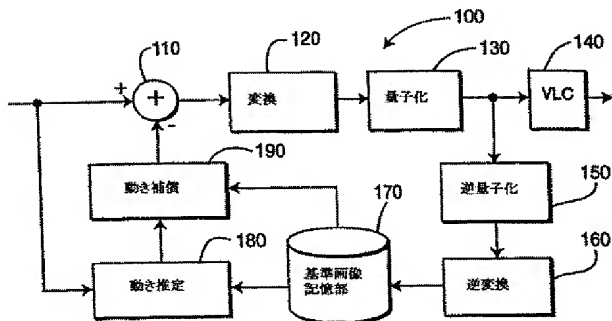 100
110
120
130
140
+
+
変換
量子化
VLC
-
190
動き補償
170
逆量子化
150
180
動き推定
基準画像
記憶部
逆変換
160